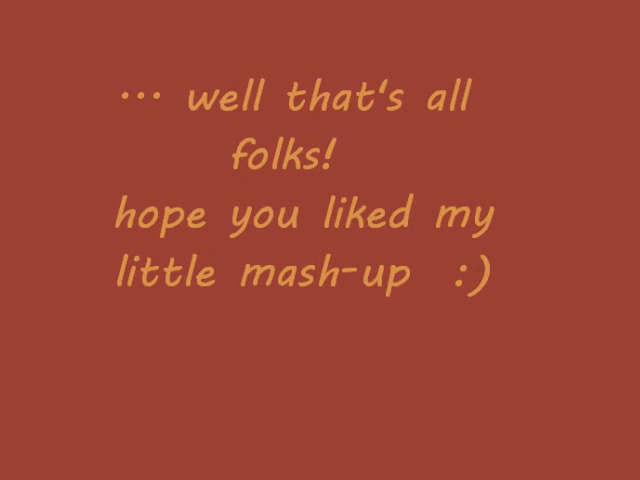 ... well that's all
folks!
hope you liked my
little mash-up :)